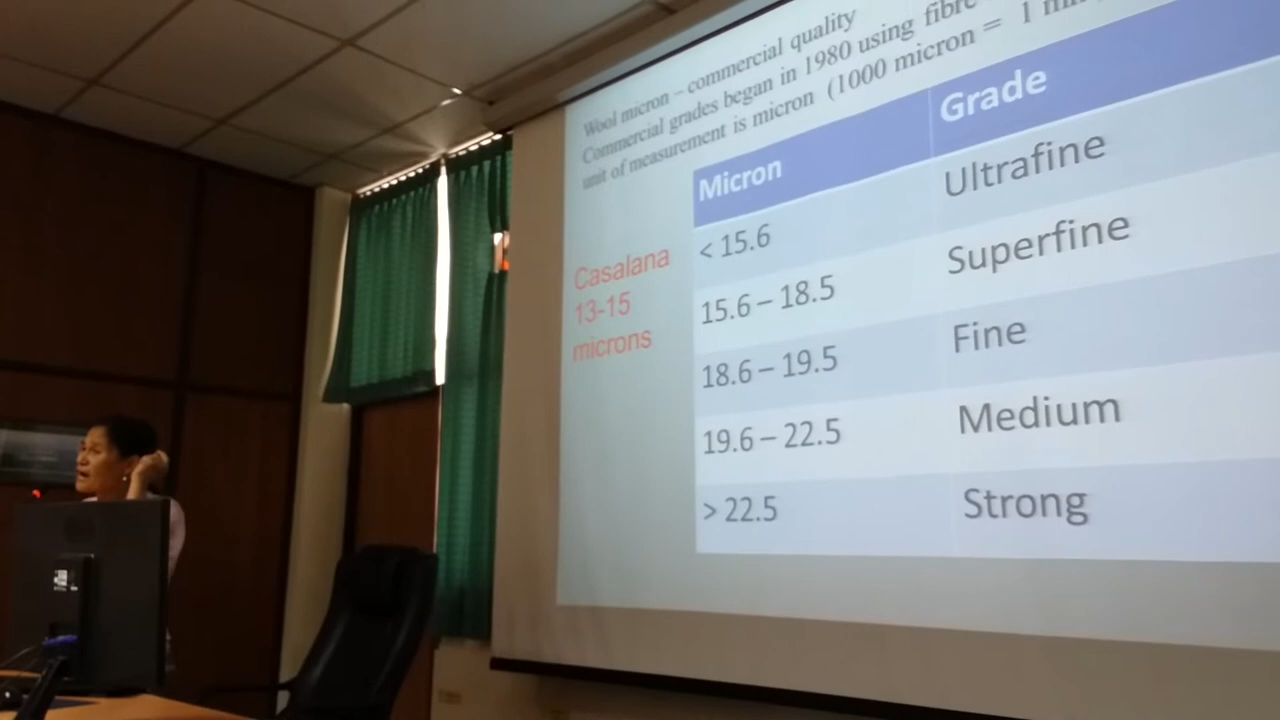 Wool micron – commercial quality
Commercial grades began in 1980 using fibre
unit of measurement is micron (1000 micron = 1
Micron Grade
< 15.6 Ultrafine
15.6 – 18.5 Superfine
18.6 – 19.5 Fine
19.6 – 22.5 Medium
> 22.5 Strong
Casalana
13-15
microns